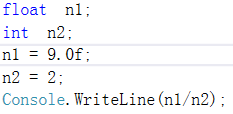 float  n1;
int  n2;
n1 = 9.0f;
n2 = 2;
Console.WriteLine(n1/n2);